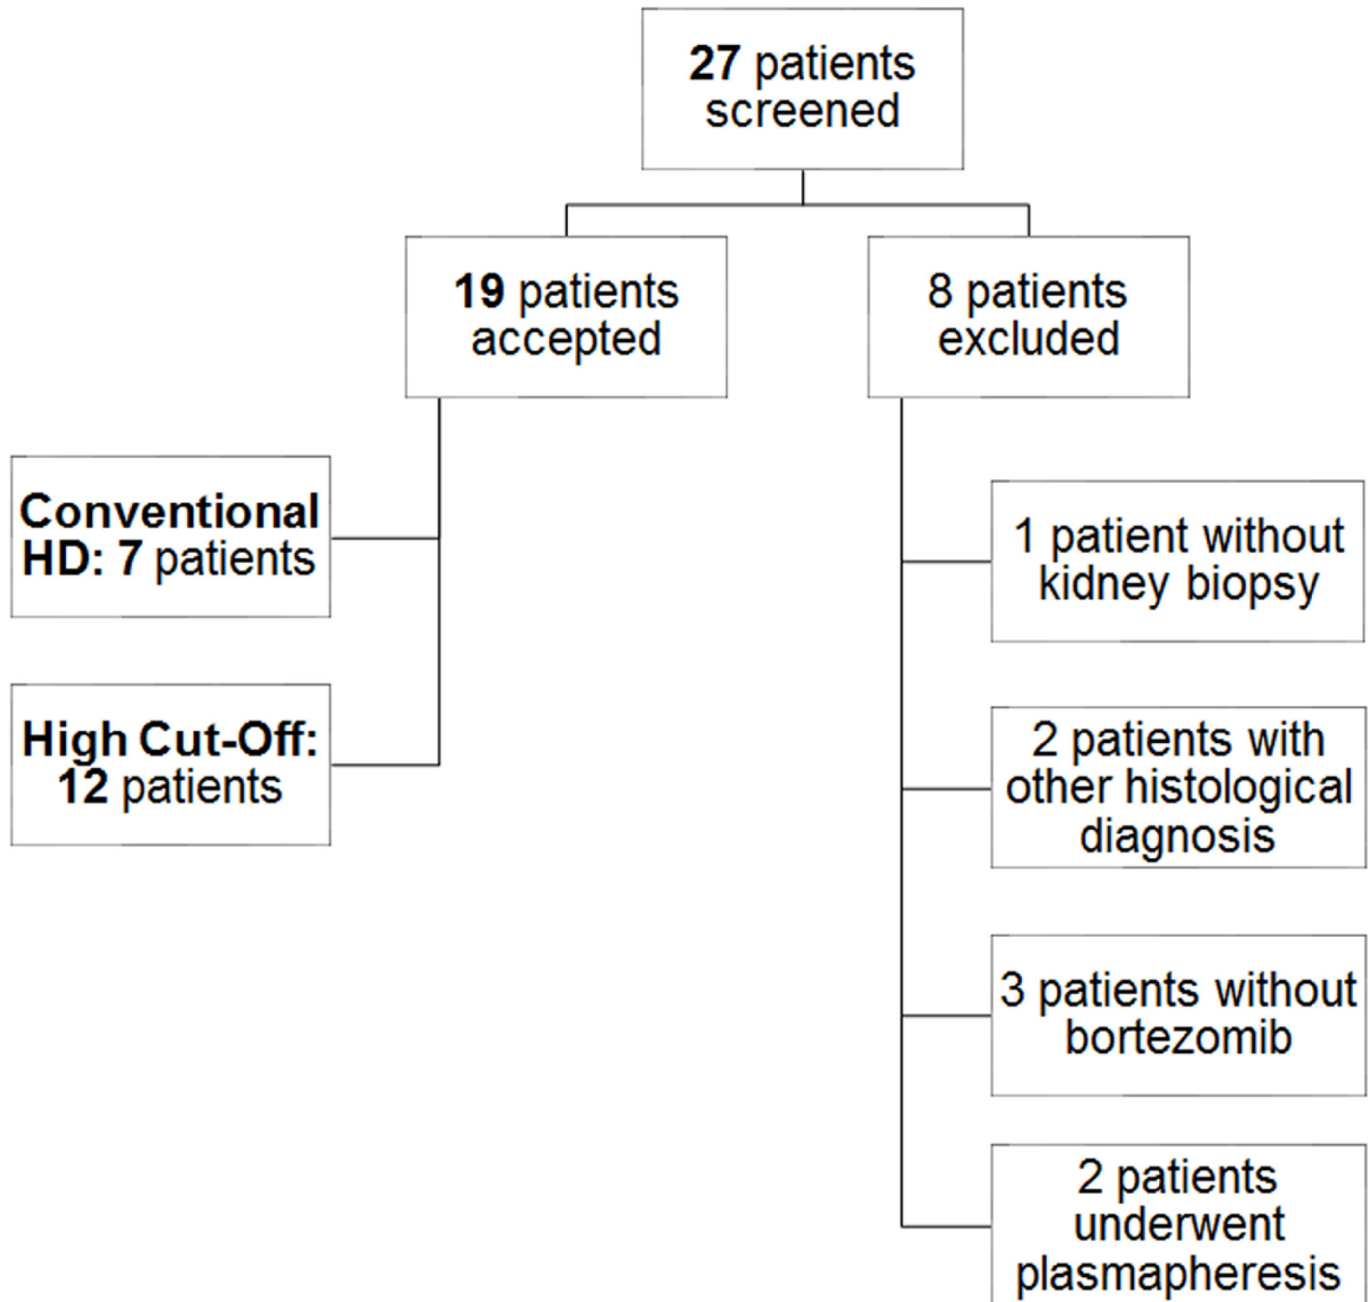 27 patients
screened
19 patients
accepted
8 patients
excluded
Conventional
HD: 7 patients
High Cut-Off:
12 patients
1 patient without
kidney biopsy
2 patients with
other histological
diagnosis
3 patients without
bortezomib
2 patients
underwent
plasmapheresis